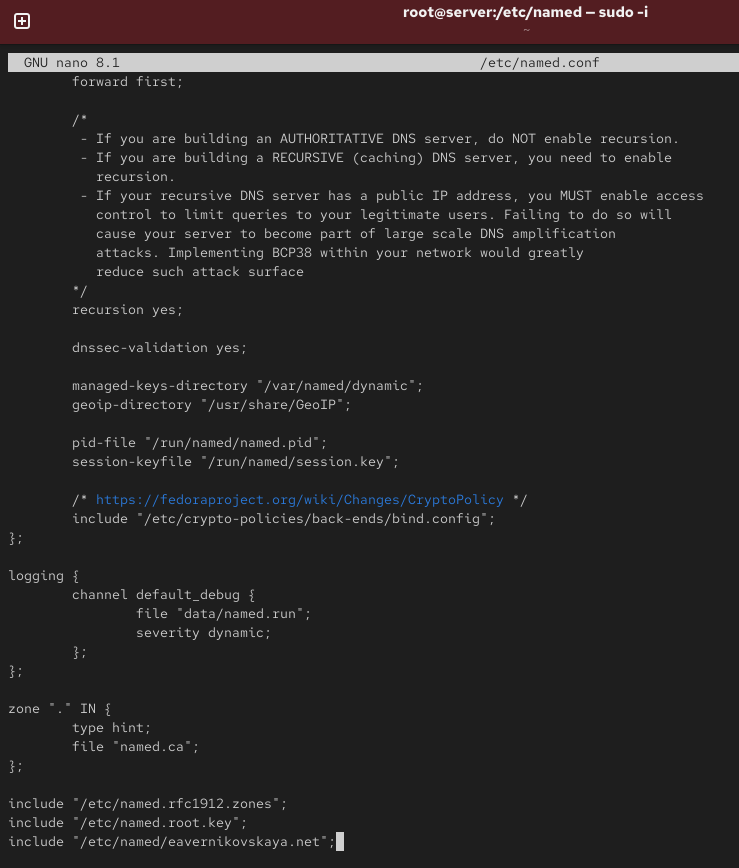 root@server:/etc/named — sudo -i
~
GNU nano 8.1 /etc/named.conf
forward first;
/*
- If you are building an AUTHORITATIVE DNS server, do NOT enable recursion.
- If you are building a RECURSIVE (caching) DNS server, you need to enable
recursion.
- If your recursive DNS server has a public IP address, you MUST enable access
control to limit queries to your legitimate users. Failing to do so will
cause your server to become part of large scale DNS amplification
attacks. Implementing BCP38 within your network would greatly
reduce such attack surface
*/
recursion yes;
dnssec-validation yes;
managed-keys-directory "/var/named/dynamic";
geoip-directory "/usr/share/GeoIP";
pid-file "/run/named/named.pid";
session-keyfile "/run/named/session.key";
/* https://fedoraproject.org/wiki/Changes/CryptoPolicy */
include "/etc/crypto-policies/back-ends/bind.config";
};
logging {
channel default_debug {
file "data/named.run";
severity dynamic;
};
};
zone "." IN {
type hint;
file "named.ca";
};
include "/etc/named.rfc1912.zones";
include "/etc/named.root.key";
include "/etc/named/eavernikovskaya.net";